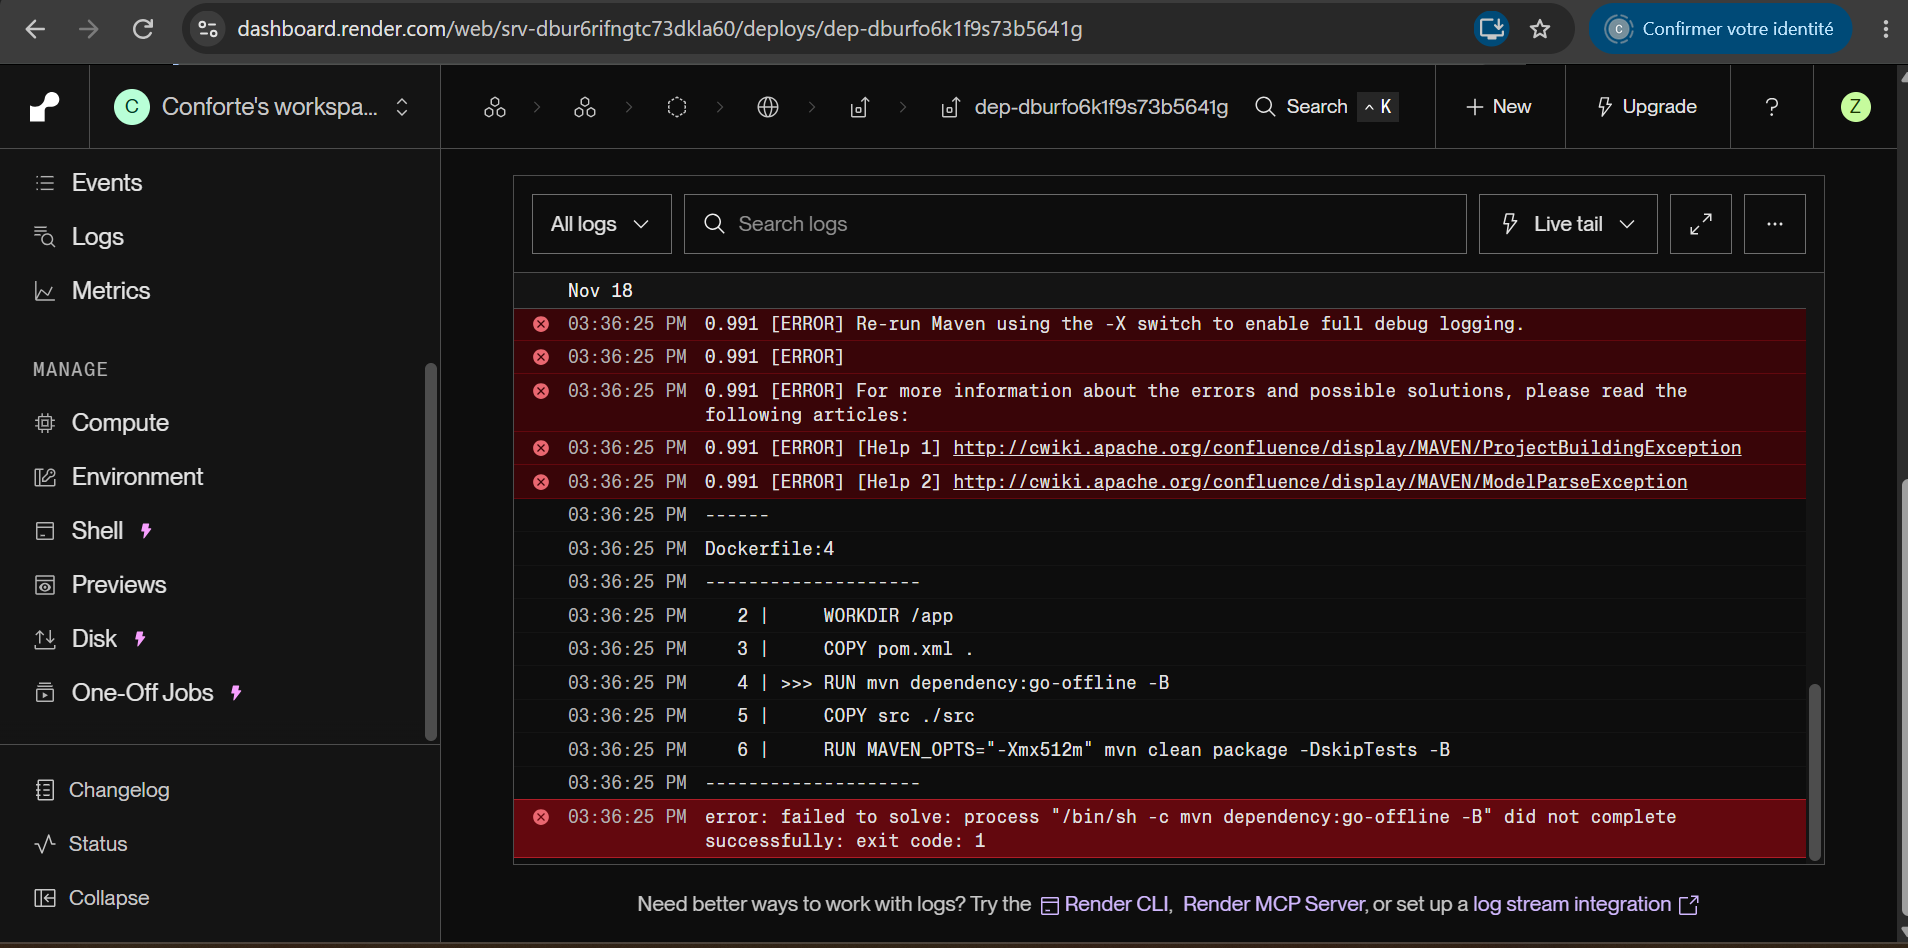 dashboard.render.com/web/srv-dbur6rifngtc73dkla60/deploys/dep-dburfo6k1f9s73b5641g
C Confirmer votre identité
C Conforte's workspa...
dep-dburfo6k1f9s73b5641g
Search ^ K
+ New
Upgrade
?
Z
Events
Logs
Metrics
MANAGE
Compute
Environment
Shell
Previews
Disk
One-Off Jobs
Changelog
Status
Collapse
All logs
Search logs
Live tail
...
Nov 18
03:36:25 PM 0.991 [ERROR] Re-run Maven using the -X switch to enable full debug logging.
03:36:25 PM 0.991 [ERROR]
03:36:25 PM 0.991 [ERROR] For more information about the errors and possible solutions, please read the
following articles:
03:36:25 PM 0.991 [ERROR] [Help 1] http://cwiki.apache.org/confluence/display/MAVEN/ProjectBuildingException
03:36:25 PM 0.991 [ERROR] [Help 2] http://cwiki.apache.org/confluence/display/MAVEN/ModelParseException
03:36:25 PM ------
03:36:25 PM Dockerfile:4
03:36:25 PM --------------------
03:36:25 PM 2 | WORKDIR /app
03:36:25 PM 3 | COPY pom.xml .
03:36:25 PM 4 | >>> RUN mvn dependency:go-offline -B
03:36:25 PM 5 | COPY src ./src
03:36:25 PM 6 | RUN MAVEN_OPTS="-Xmx512m" mvn clean package -DskipTests -B
03:36:25 PM --------------------
03:36:25 PM error: failed to solve: process "/bin/sh -c mvn dependency:go-offline -B" did not complete
successfully: exit code: 1
Need better ways to work with logs? Try the Render CLI, Render MCP Server, or set up a log stream integration